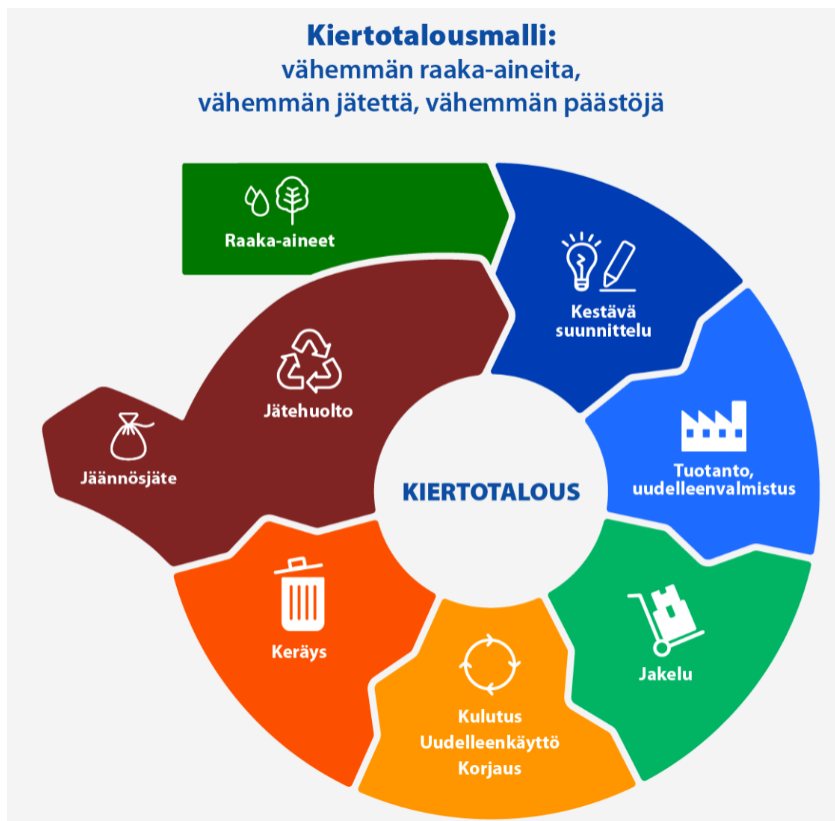 Kiertotalousmalli:
vähemmän raaka-aineita,
vähemmän jätettä, vähemmän päästöjä
Raaka-aineet
Kestävä
suunnittelu
Tuotanto,
uudelleenvalmistus
Jakelu
Kulutus
Uudelleenkäyttö
Korjaus
Keräys
Jätehuolto
Jäännösjäte
KIERTOTALOUS